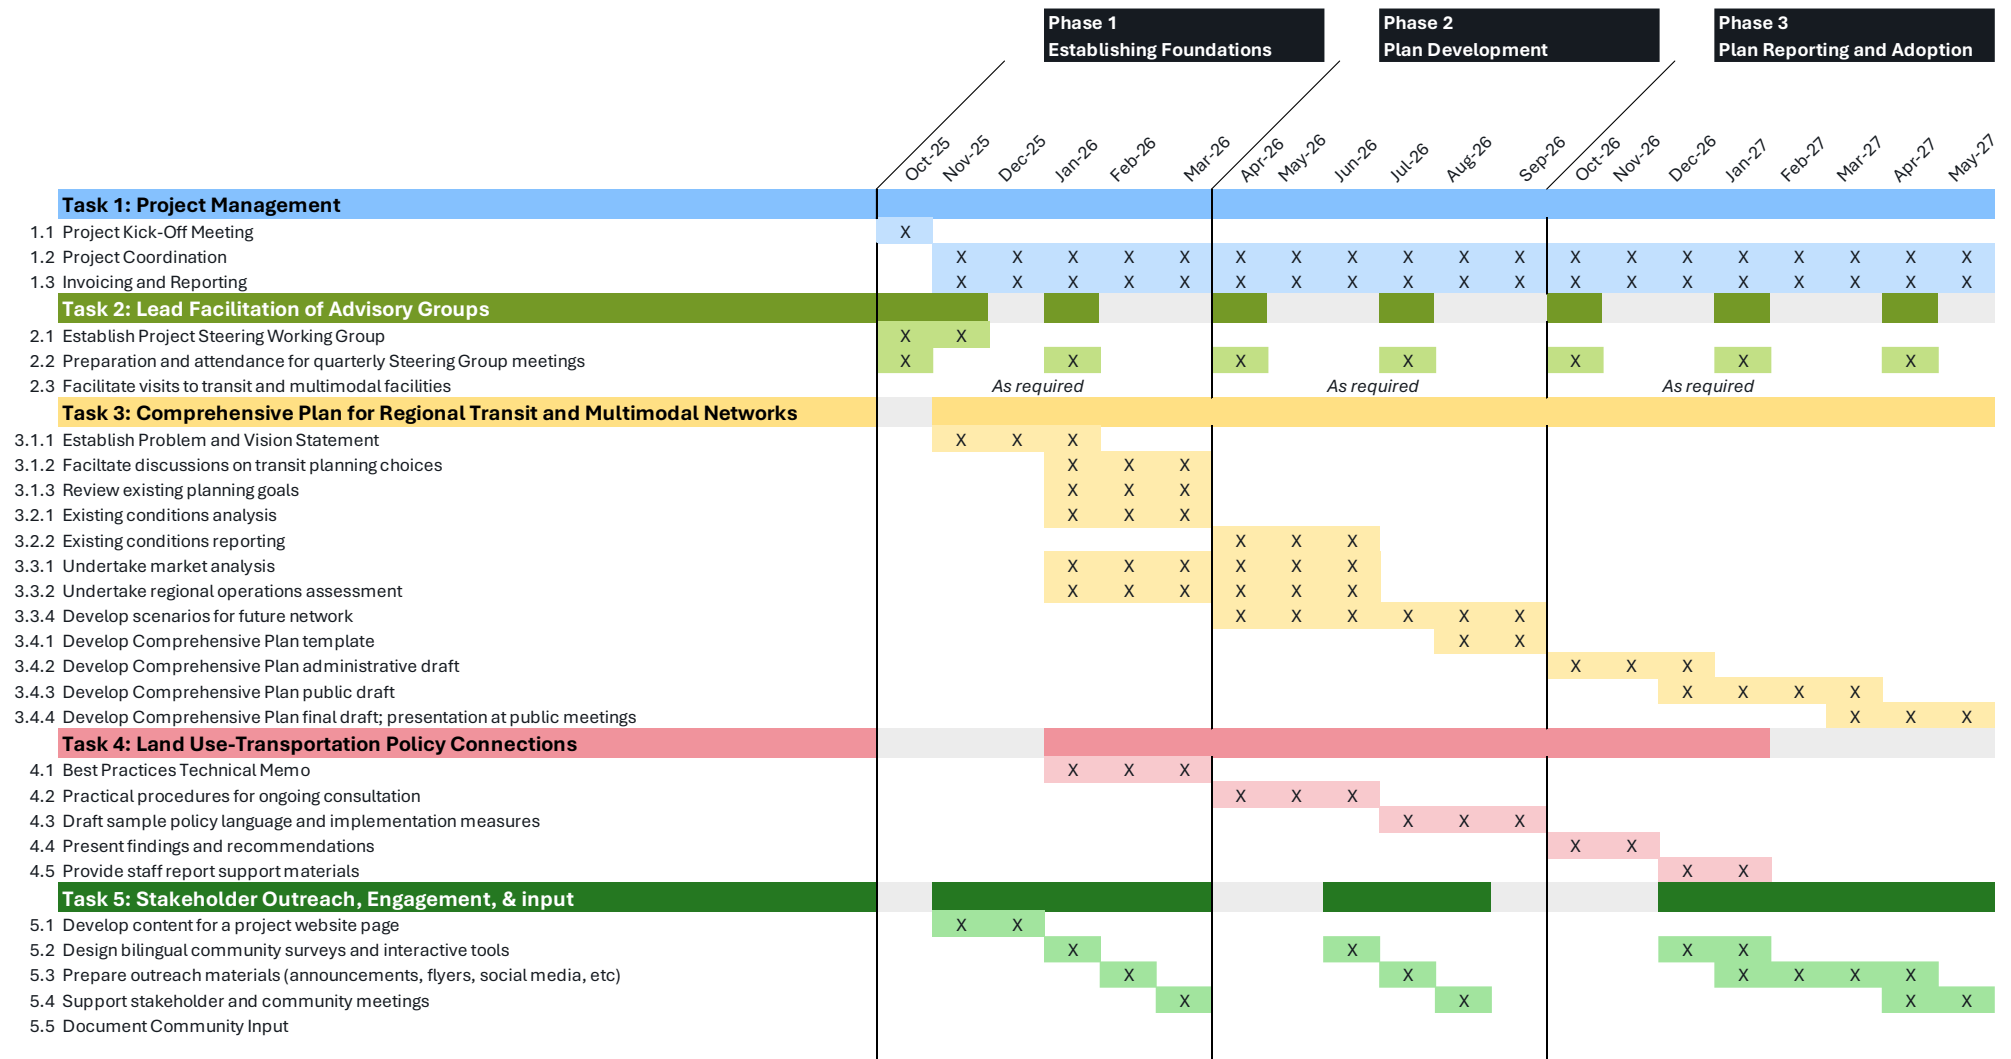 Phase 1
Establishing Foundations
Phase 2
Plan Development
Phase 3
Plan Reporting and Adoption
Oct-25 Nov-25 Dec-25 Jan-26 Feb-26 Mar-26 Apr-26 May-26 Jun-26 Jul-26 Aug-26 Sep-26 Oct-26 Nov-26 Dec-26 Jan-27 Feb-27 Mar-27 Apr-27 May-27
Task 1: Project Management
1.1 Project Kick-Off Meeting X
1.2 Project Coordination X X X X X X X X X X X X X X X X X X X
1.3 Invoicing and Reporting X X X X X X X X X X X X X X X X X X X
Task 2: Lead Facilitation of Advisory Groups
2.1 Establish Project Steering Working Group X X
2.2 Preparation and attendance for quarterly Steering Group meetings X X X X X X X
2.3 Facilitate visits to transit and multimodal facilities As required As required As required
Task 3: Comprehensive Plan for Regional Transit and Multimodal Networks
3.1.1 Establish Problem and Vision Statement X X X
3.1.2 Faciltate discussions on transit planning choices X X X
3.1.3 Review existing planning goals X X X
3.2.1 Existing conditions analysis X X X
3.2.2 Existing conditions reporting X X X
3.3.1 Undertake market analysis X X X X X X
3.3.2 Undertake regional operations assessment X X X X X X
3.3.4 Develop scenarios for future network X X X X X X
3.4.1 Develop Comprehensive Plan template X X
3.4.2 Develop Comprehensive Plan administrative draft X X X
3.4.3 Develop Comprehensive Plan public draft X X X X
3.4.4 Develop Comprehensive Plan final draft; presentation at public meetings X X X
Task 4: Land Use-Transportation Policy Connections
4.1 Best Practices Technical Memo X X X
4.2 Practical procedures for ongoing consultation X X X
4.3 Draft sample policy language and implementation measures X X X
4.4 Present findings and recommendations X X
4.5 Provide staff report support materials X X
Task 5: Stakeholder Outreach, Engagement, & input
5.1 Develop content for a project website page X X
5.2 Design bilingual community surveys and interactive tools X X X X
5.3 Prepare outreach materials (announcements, flyers, social media, etc) X X X X X X
5.4 Support stakeholder and community meetings X X X X
5.5 Document Community Input